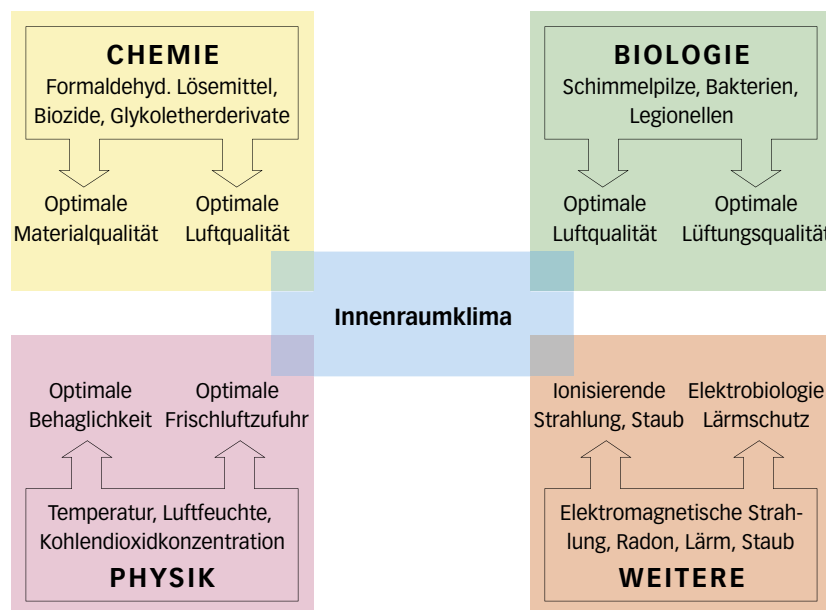 CHEMIE
Formaldehyd. Lösemittel,
Biozide, Glykoletherderivate
Optimale
Materialqualität
Optimale
Luftqualität
BIOLOGIE
Schimmelpilze, Bakterien,
Legionellen
Optimale
Luftqualität
Optimale
Lüftungsqualität
Innenraumklima
Optimale
Behaglichkeit
Optimale
Frischluftzufuhr
Temperatur, Luftfeuchte,
Kohlendioxidkonzentration
PHYSIK
Ionisierende
Strahlung, Staub
Elektrobiologie
Lärmschutz
Elektromagnetische Strah-
lung, Radon, Lärm, Staub
WEITERE